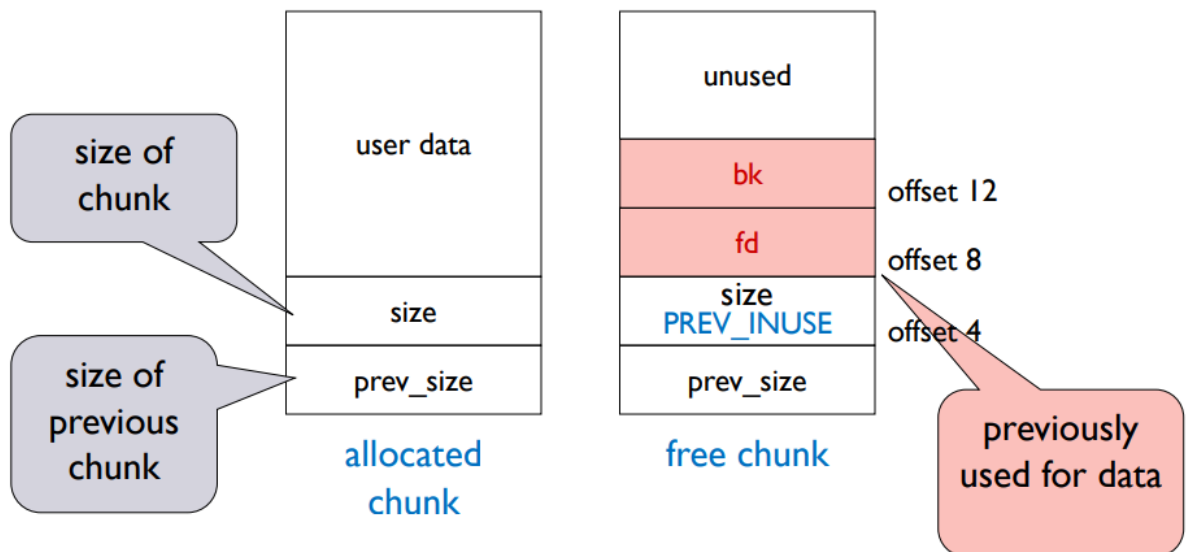 size of
chunk
size of
previous
chunk
user data
size
prev_size
allocated
chunk
unused
bk
fd
size
PREV_INUSE
prev_size
free chunk
offset 12
offset 8
offset 4
previously
used for data